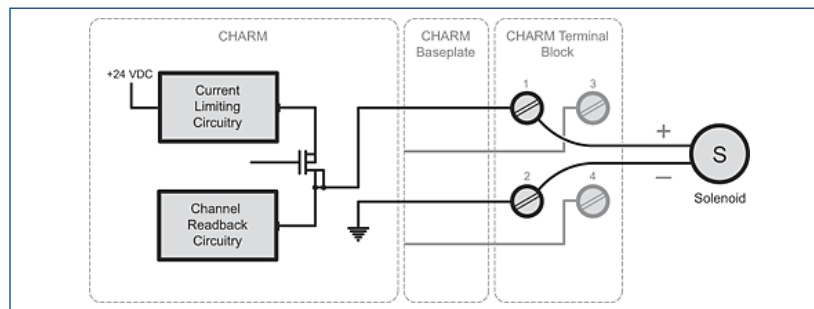 CHARM
CHARM
Baseplate
CHARM Terminal
Block
+24 VDC
Current
Limiting
Circuitry
1
3
+
S
–
Solenoid
2
4
Channel
Readback
Circuitry